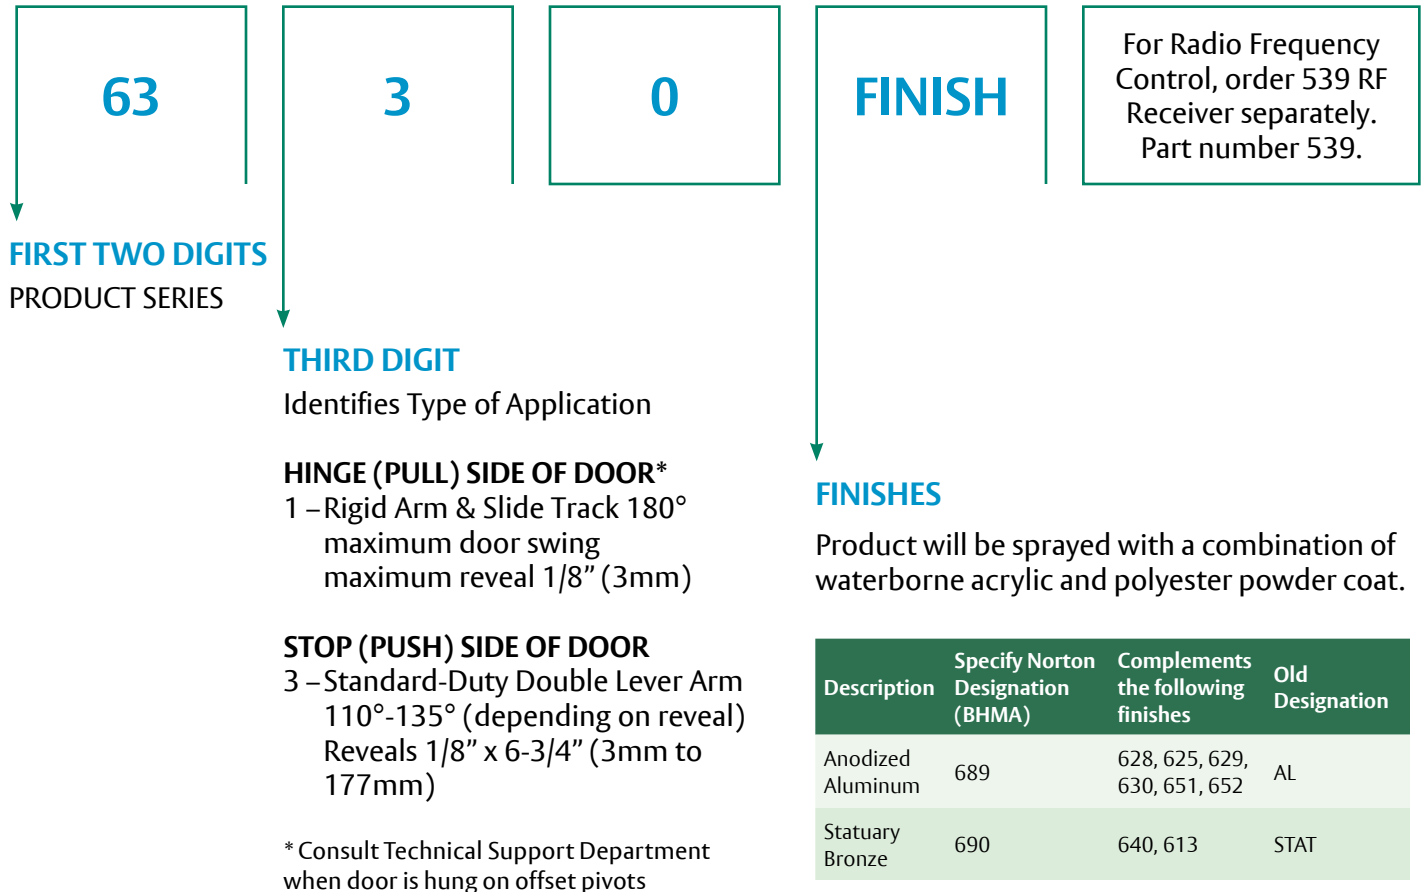 63
3
0
FINISH
For Radio Frequency
Control, order 539 RF
Receiver separately.
Part number 539.
FIRST TWO DIGITS
PRODUCT SERIES
THIRD DIGIT
Identifies Type of Application
HINGE (PULL) SIDE OF DOOR*
1 – Rigid Arm & Slide Track 180°
maximum door swing
maximum reveal 1/8” (3mm)
STOP (PUSH) SIDE OF DOOR
3 – Standard-Duty Double Lever Arm
110°-135° (depending on reveal)
Reveals 1/8” x 6-3/4” (3mm to
177mm)
* Consult Technical Support Department
when door is hung on offset pivots
FINISHES
Product will be sprayed with a combination of
waterborne acrylic and polyester powder coat.
Description
Specify Norton
Designation
(BHMA)
Complements
the following
finishes
Old
Designation
Anodized
Aluminum
689
628, 625, 629,
630, 651, 652
AL
Statuary
Bronze
690
640, 613
STAT